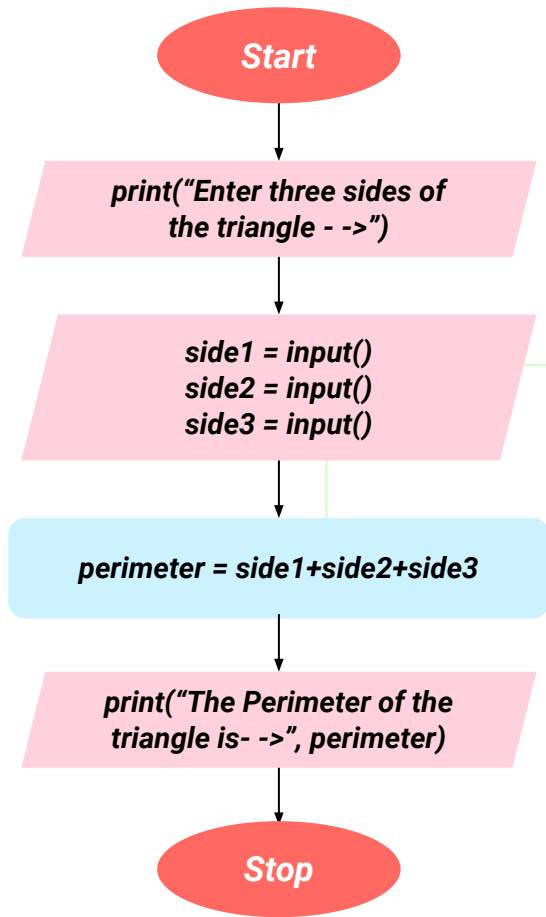 Start
print(“Enter three sides of
the triangle - ->”)
side1 = input()
side2 = input()
side3 = input()
perimeter = side1+side2+side3
print(“The Perimeter of the
triangle is- ->”, perimeter)
Stop